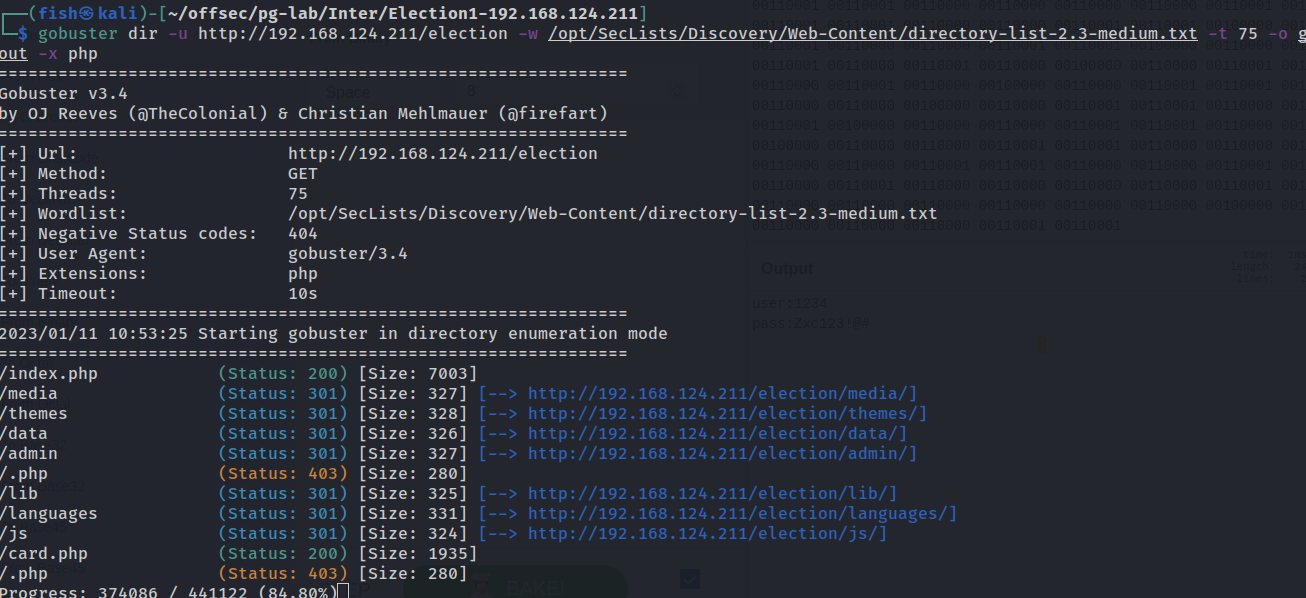 ┌──(fish㉿kali)-[~/offsec/pg-lab/Inter/Election1-192.168.124.211]
└─$ gobuster dir -u http://192.168.124.211/election -w /opt/SecLists/Discovery/Web-Content/directory-list-2.3-medium.txt -t 75 -o g
out -x php
===============================================================
Gobuster v3.4
by OJ Reeves (@TheColonial) & Christian Mehlmauer (@firefart)
===============================================================
[+] Url:                     http://192.168.124.211/election
[+] Method:                  GET
[+] Threads:                 75
[+] Wordlist:                /opt/SecLists/Discovery/Web-Content/directory-list-2.3-medium.txt
[+] Negative Status codes:   404
[+] User Agent:              gobuster/3.4
[+] Extensions:              php
[+] Timeout:                 10s
===============================================================
2023/01/11 10:53:25 Starting gobuster in directory enumeration mode
===============================================================
/index.php            (Status: 200) [Size: 7003]
/media                (Status: 301) [Size: 327] [--> http://192.168.124.211/election/media/]
/themes               (Status: 301) [Size: 328] [--> http://192.168.124.211/election/themes/]
/data                 (Status: 301) [Size: 326] [--> http://192.168.124.211/election/data/]
/admin                (Status: 301) [Size: 327] [--> http://192.168.124.211/election/admin/]
/.php                 (Status: 403) [Size: 280]
/lib                  (Status: 301) [Size: 325] [--> http://192.168.124.211/election/lib/]
/languages            (Status: 301) [Size: 331] [--> http://192.168.124.211/election/languages/]
/js                   (Status: 301) [Size: 324] [--> http://192.168.124.211/election/js/]
/card.php             (Status: 200) [Size: 1935]
/.php                 (Status: 403) [Size: 280]
Progress: 374086 / 441122 (84.80%)
Space
8
Output
user:1234
pass:Zxc123!@#